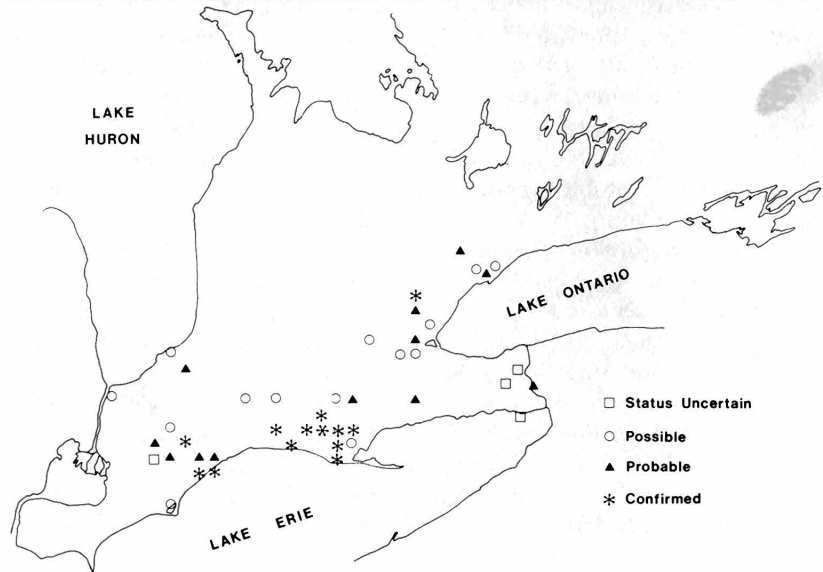 LAKE
HURON
LAKE ONTARIO
Status Uncertain
Possible
Probable
Confirmed
LAKE ERIE